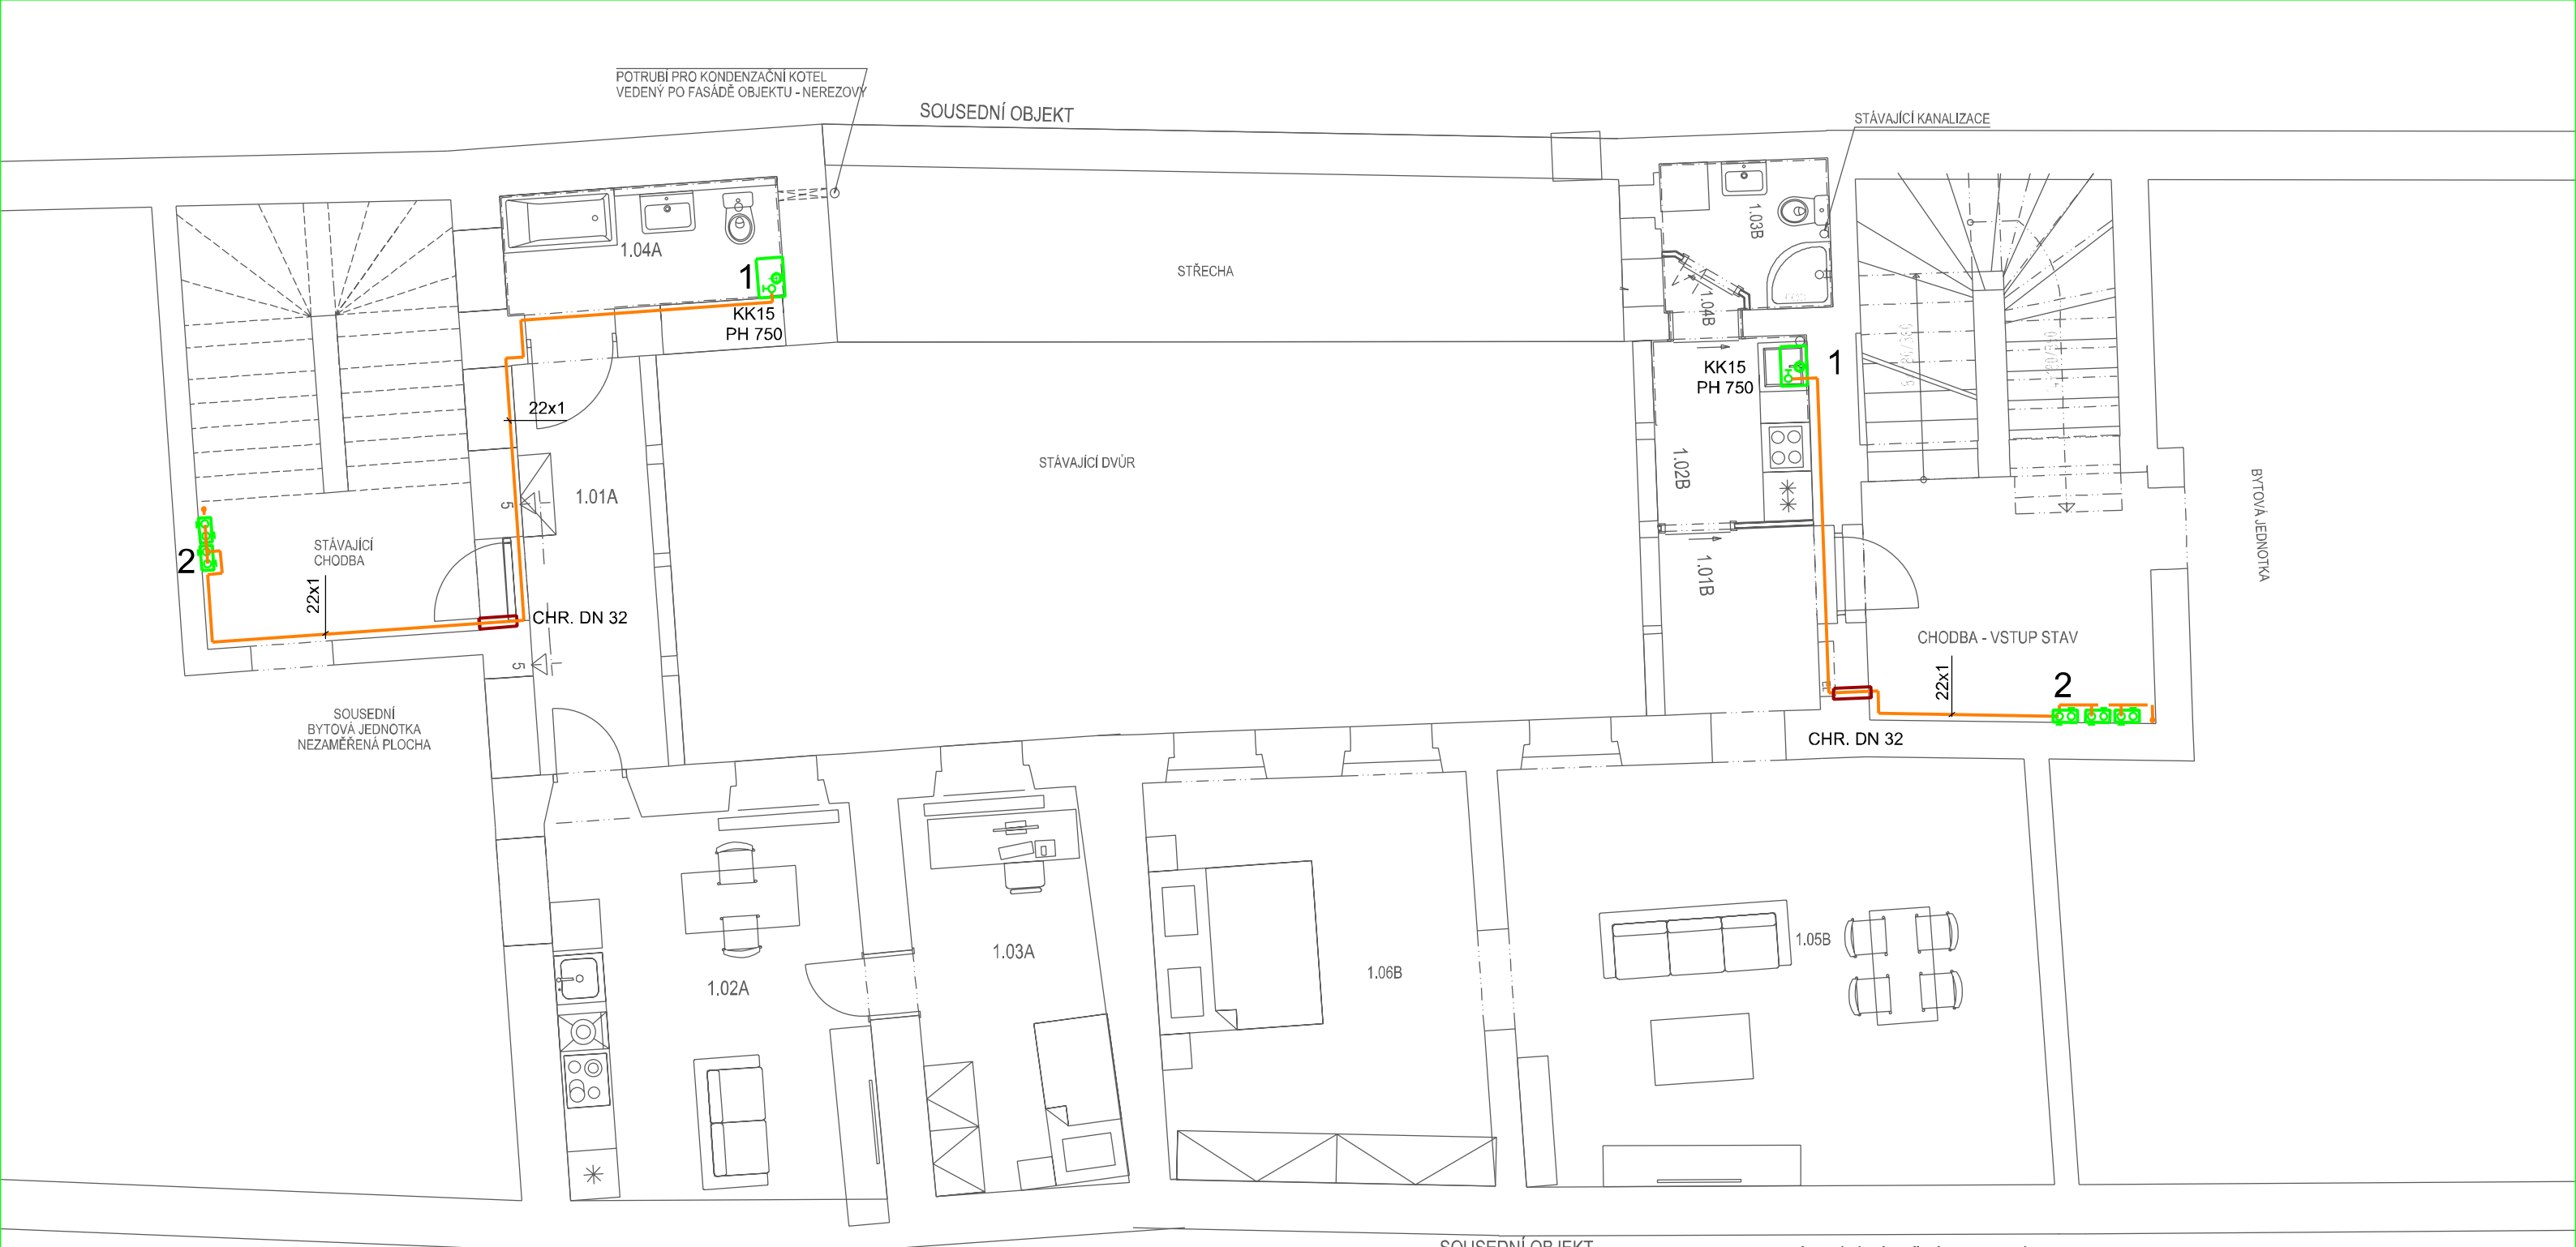 POTRUBÍ PRO KONDENZAČNÍ KOTEL
VEDENÝ PO FASÁDĚ OBJEKTU - NEREZOVÝ
SOUSEDNÍ OBJEKT
STÁVAJÍCÍ KANALIZACE
1.04A
1
KK15
PH 750
STŘECHA
1.03B
1.04B
KK15
PH 750
1
22x1
STÁVAJÍCÍ DVŮR
1.02B
1.01A
5
BYTOVÁ JEDNOTKA
STÁVAJÍCÍ
CHODBA
2
22x1
CHR. DN 32
1.01B
CHODBA - VSTUP STAV
5
22x1
2
SOUSEDNÍ
BYTOVÁ JEDNOTKA
NEZAMĚŘENÁ PLOCHA
CHR. DN 32
1.02A
1.03A
1.06B
1.05B
SOUSEDNÍ OBJEKT